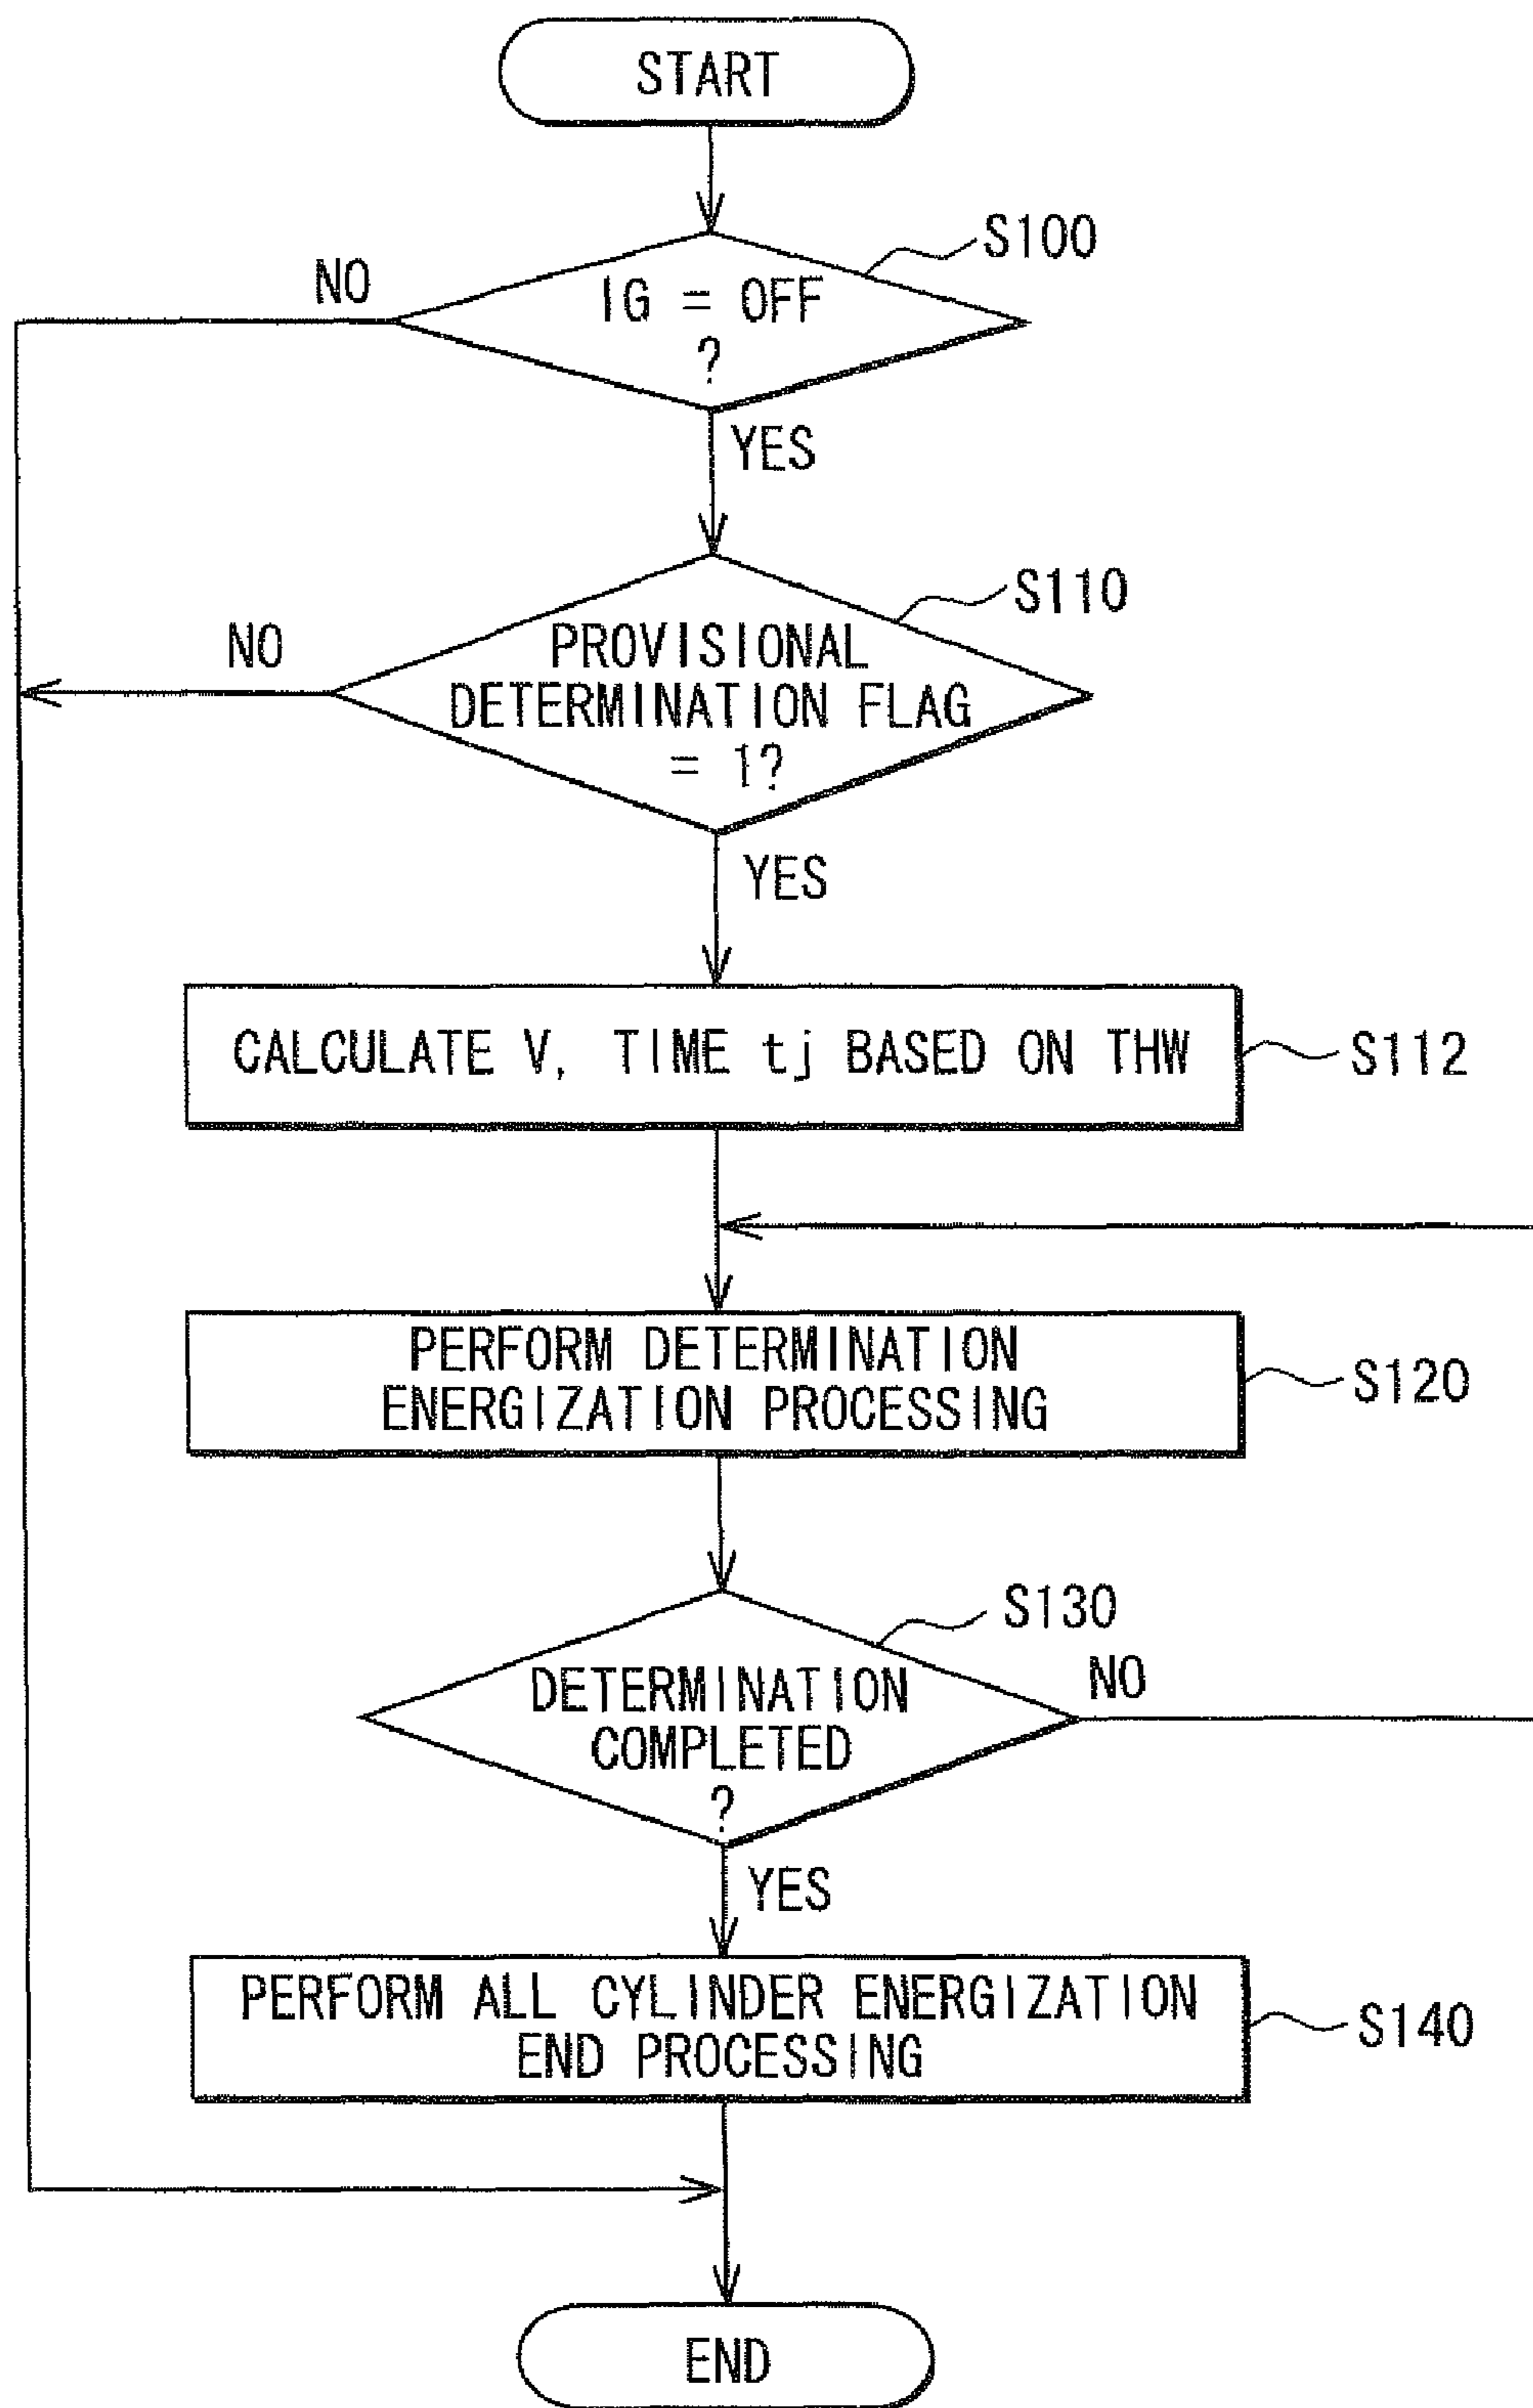 START
S100
NO
IG = OFF
?
YES
S110
NO
PROVISIONAL
DETERMINATION FLAG
= 1?
YES
CALCULATE V, TIME tj BASED ON THW
S112
PERFORM DETERMINATION
ENERGIZATION PROCESSING
S120
S130
DETERMINATION
COMPLETED
?
NO
YES
PERFORM ALL CYLINDER ENERGIZATION
END PROCESSING
S140
END